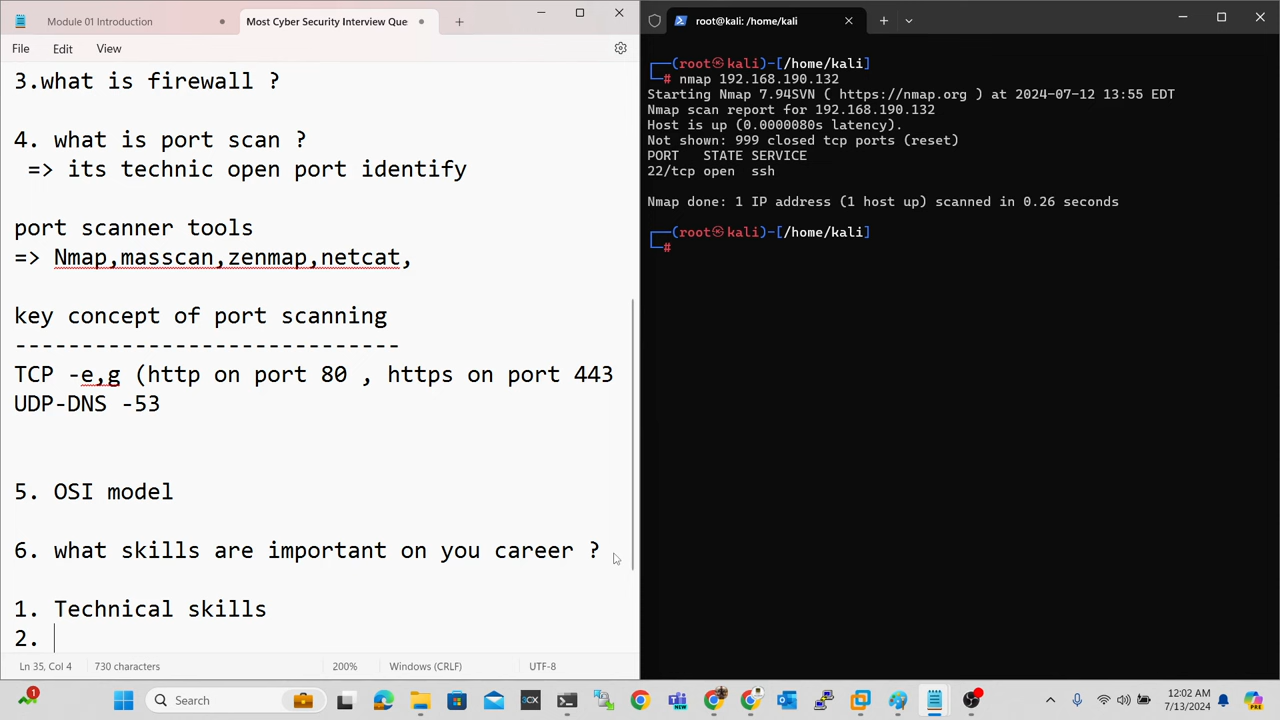 Module 01 Introduction
Most Cyber Security Interview Que
File Edit View
3.what is firewall ?
4. what is port scan ?
=> its technic open port identify
port scanner tools
=> Nmap,masscan,zenmap,netcat,
key concept of port scanning
-----------------------------
TCP -e,g (http on port 80 , https on port 443
UDP-DNS -53
5. OSI model
6. what skills are important on you career ?
1. Technical skills
2.
Ln 35, Col 4 730 characters 200% Windows (CRLF) UTF-8
root@kali: /home/kali
┌──(root㉿kali)-[/home/kali]
└─# nmap 192.168.190.132
Starting Nmap 7.94SVN ( https://nmap.org ) at 2024-07-12 13:55 EDT
Nmap scan report for 192.168.190.132
Host is up (0.0000080s latency).
Not shown: 999 closed tcp ports (reset)
PORT STATE SERVICE
22/tcp open ssh
Nmap done: 1 IP address (1 host up) scanned in 0.26 seconds
┌──(root㉿kali)-[/home/kali]
└─#
1
Search
NEW
12:02 AM
7/13/2024
PRE